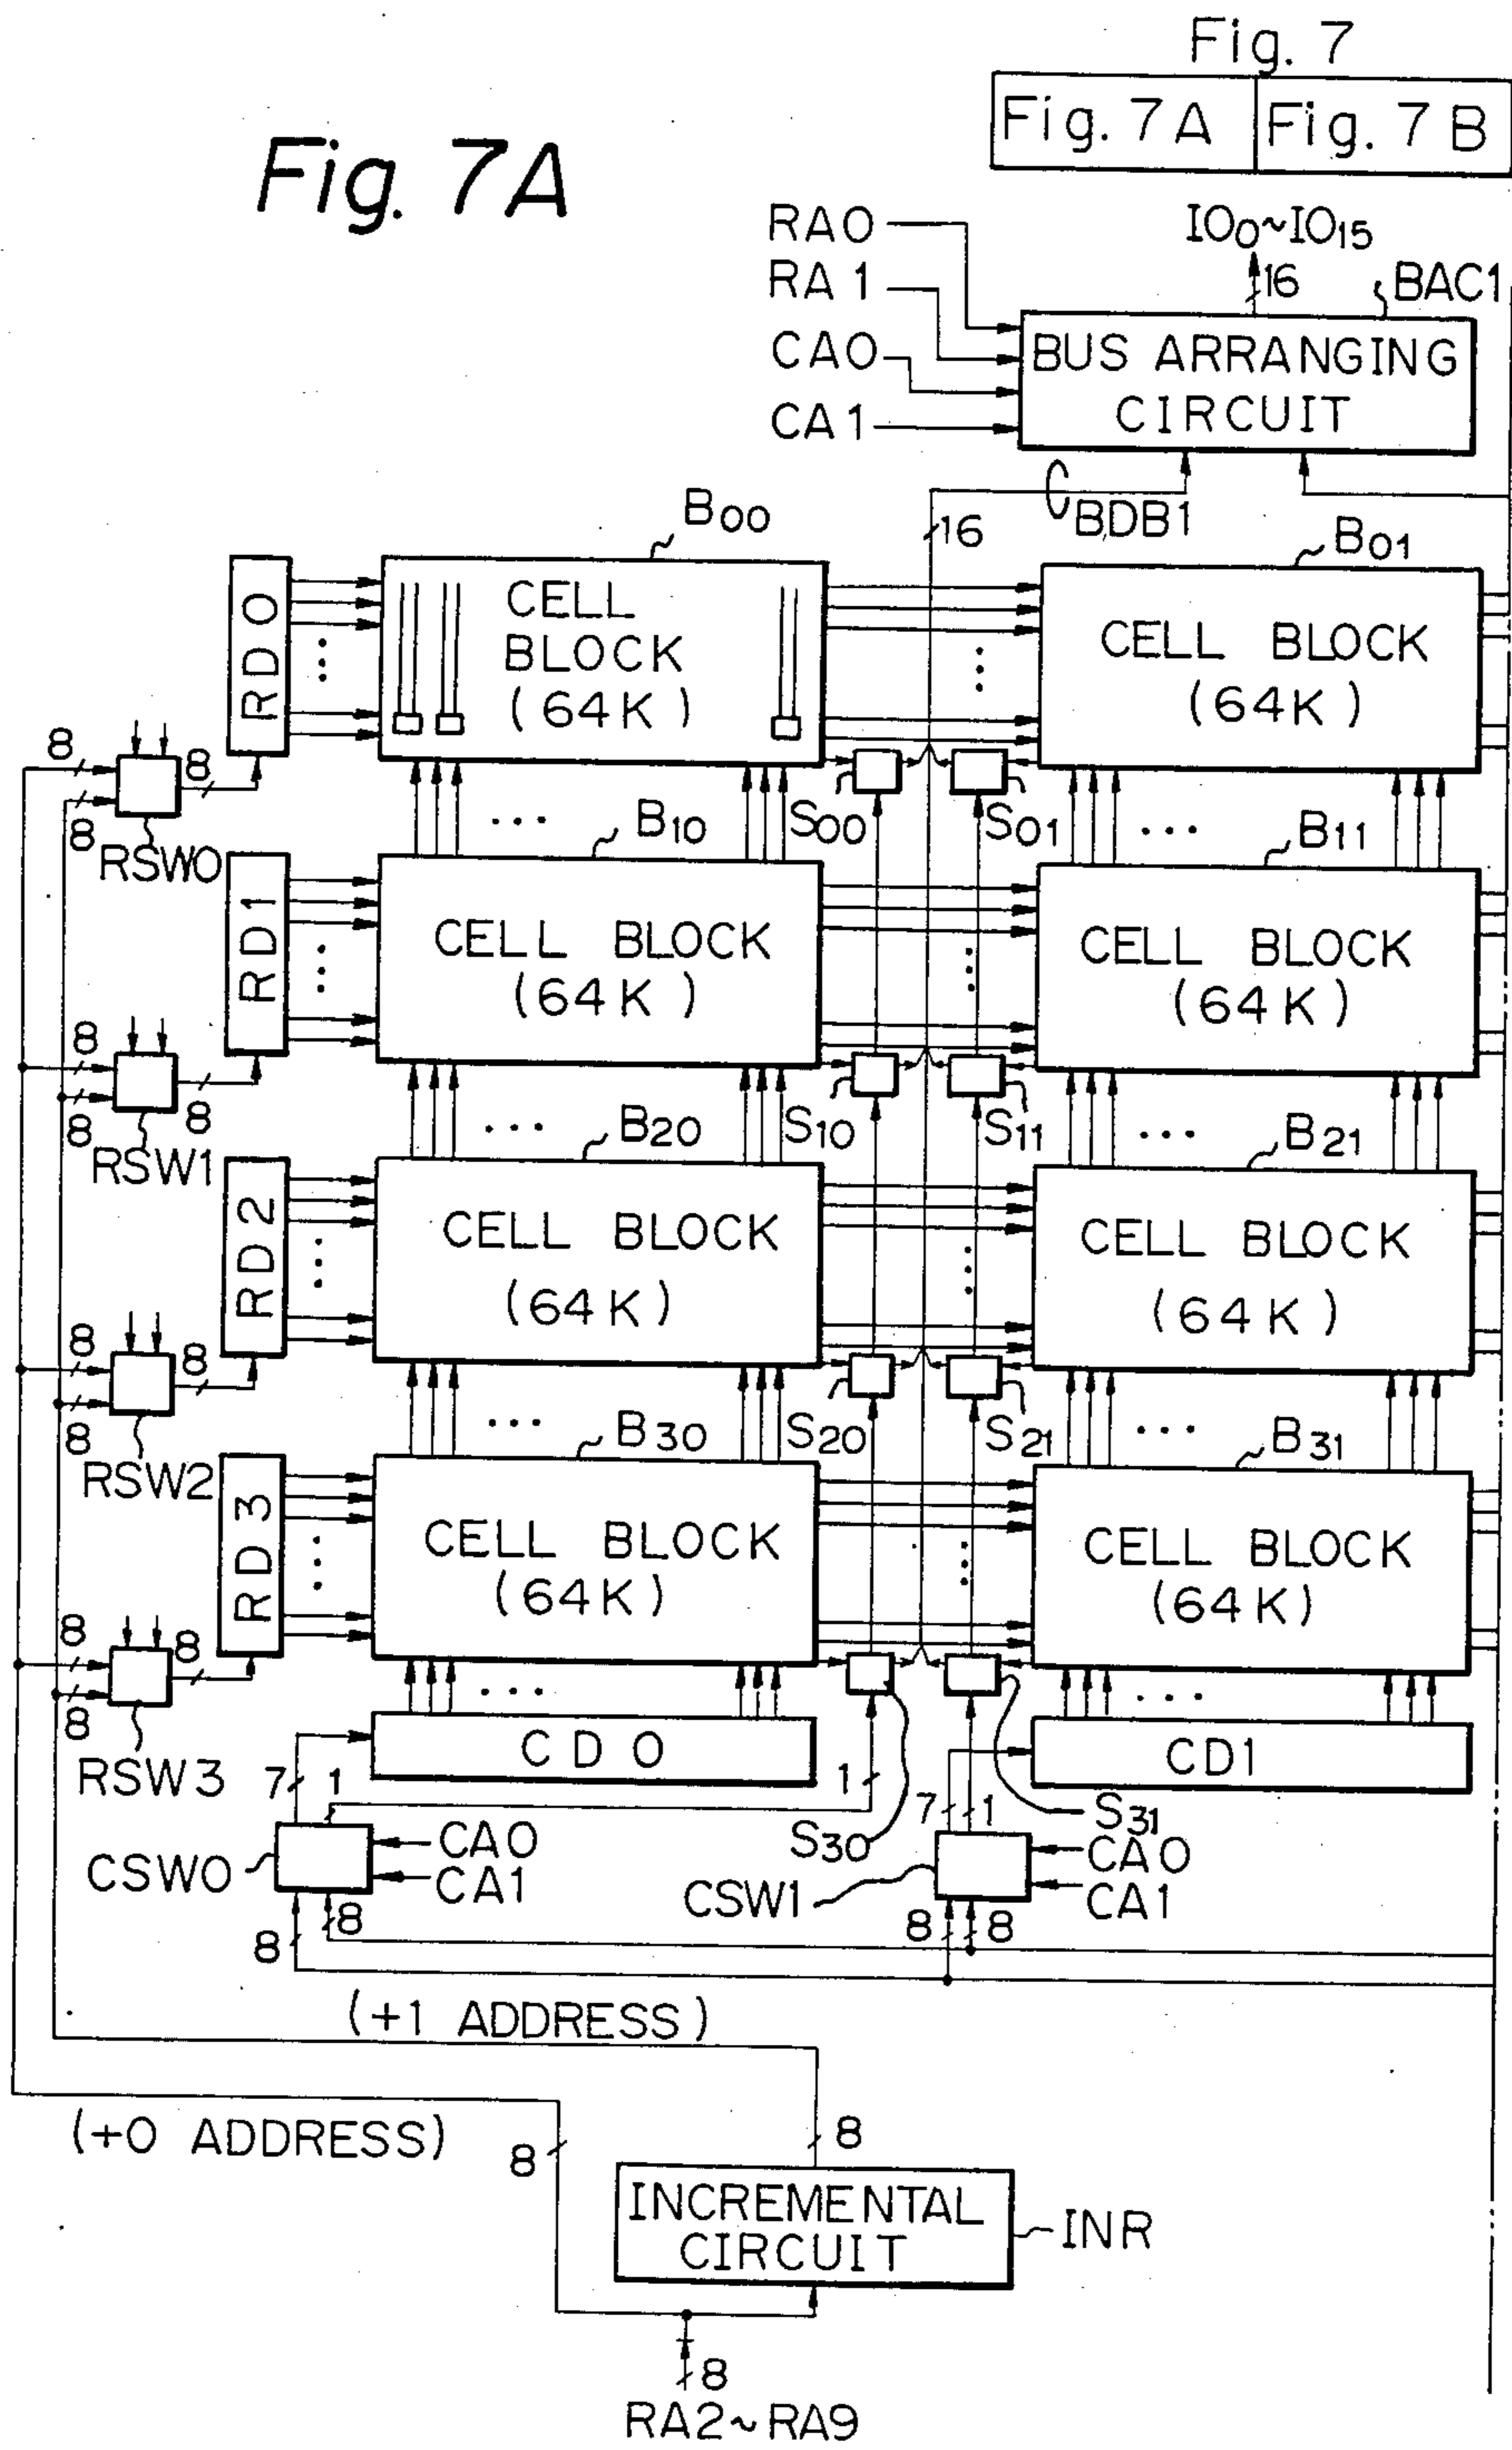 Fig. 7
Fig. 7A Fig. 7B
Fig. 7A
RA0
RA1
CA0
CA1
IO0~IO15
16
BAC1
BUS ARRANGING
CIRCUIT
BDB1
16
B00
B01
RD0
CELL
BLOCK
(64K)
CELL BLOCK
(64K)
8
8
8
RSW0
S00
S01
B10
B11
RD1
CELL BLOCK
(64K)
CELL BLOCK
(64K)
8
8
8
RSW1
S10
S11
B20
B21
RD2
CELL BLOCK
(64K)
CELL BLOCK
(64K)
8
8
8
RSW2
S20
S21
B30
B31
RD3
CELL BLOCK
(64K)
CELL BLOCK
(64K)
8
8
8
RSW3
CD0
CD1
7
1
1
7
1
S30
S31
CSW0
CA0
CA1
CSW1
CA0
CA1
8
8
8
8
(+1 ADDRESS)
(+0 ADDRESS)
8
8
INCREMENTAL
CIRCUIT
INR
8
RA2~RA9